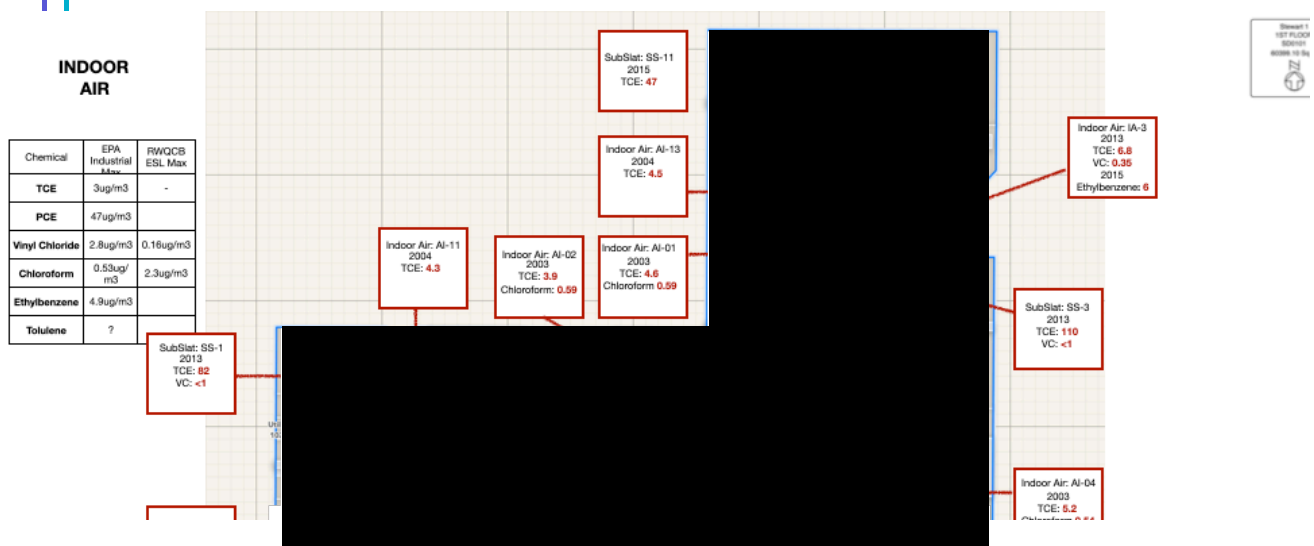 INDOOR
AIR
Chemical
EPA
Industrial
Max
RWQCB
ESL Max
TCE
3ug/m3
-
PCE
47ug/m3
Vinyl Chloride
2.8ug/m3
0.16ug/m3
Chloroform
0.53ug/
m3
2.3ug/m3
Ethylbenzene
4.9ug/m3
Tolulene
?
SubSlat: SS-1
2013
TCE: 82
VC: <1
Indoor Air: AI-11
2004
TCE: 4.3
Indoor Air: AI-02
2003
TCE: 3.9
Chloroform: 0.59
SubSlat: SS-11
2015
TCE: 47
Indoor Air: AI-13
2004
TCE: 4.5
Indoor Air: AI-01
2003
TCE: 4.6
Chloroform 0.59
Indoor Air: IA-3
2013
TCE: 6.8
VC: 0.35
2015
Ethylbenzene: 6
SubSlat: SS-3
2013
TCE: 110
VC: <1
Indoor Air: AI-04
2003
TCE: 5.2
Stewart 1
1ST FLOOR